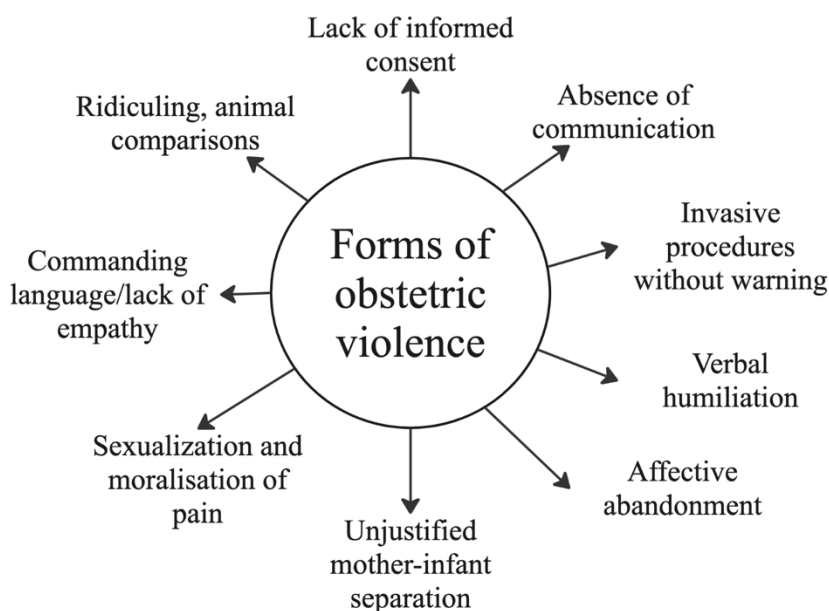 Lack of informed
consent
Absence of
communication
Invasive
procedures
without warning
Verbal
humiliation
Affective
abandonment
Unjustified
mother-infant
separation
Sexualization and
moralisation of
pain
Commanding
language/lack of
empathy
Ridiculing, animal
comparisons
Forms of
obstetric
violence